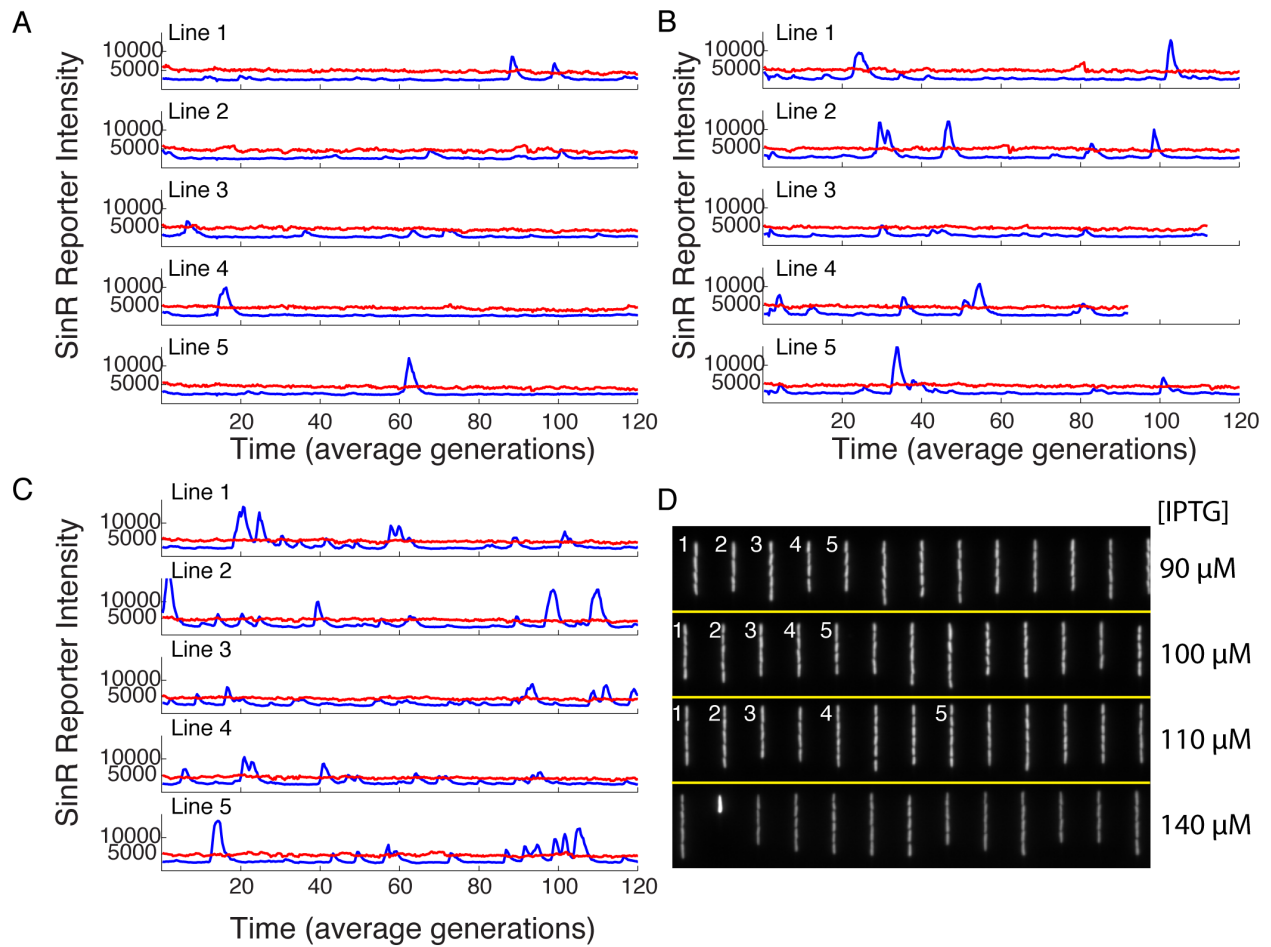 A
SinR Reporter Intensity
Line 1
10000
5000
Line 2
10000
5000
Line 3
10000
5000
Line 4
10000
5000
Line 5
10000
5000
20 40 60 80 100 120
Time (average generations)
B
SinR Reporter Intensity
Line 1
10000
5000
Line 2
10000
5000
Line 3
10000
5000
Line 4
10000
5000
Line 5
10000
5000
20 40 60 80 100 120
Time (average generations)
C
SinR Reporter Intensity
Line 1
10000
5000
Line 2
10000
5000
Line 3
10000
5000
Line 4
10000
5000
Line 5
10000
5000
20 40 60 80 100 120
Time (average generations)
D
[IPTG]
1 2 3 4 5
90 µM
1 2 3 4 5
100 µM
1 2 3 4 5
110 µM
140 µM